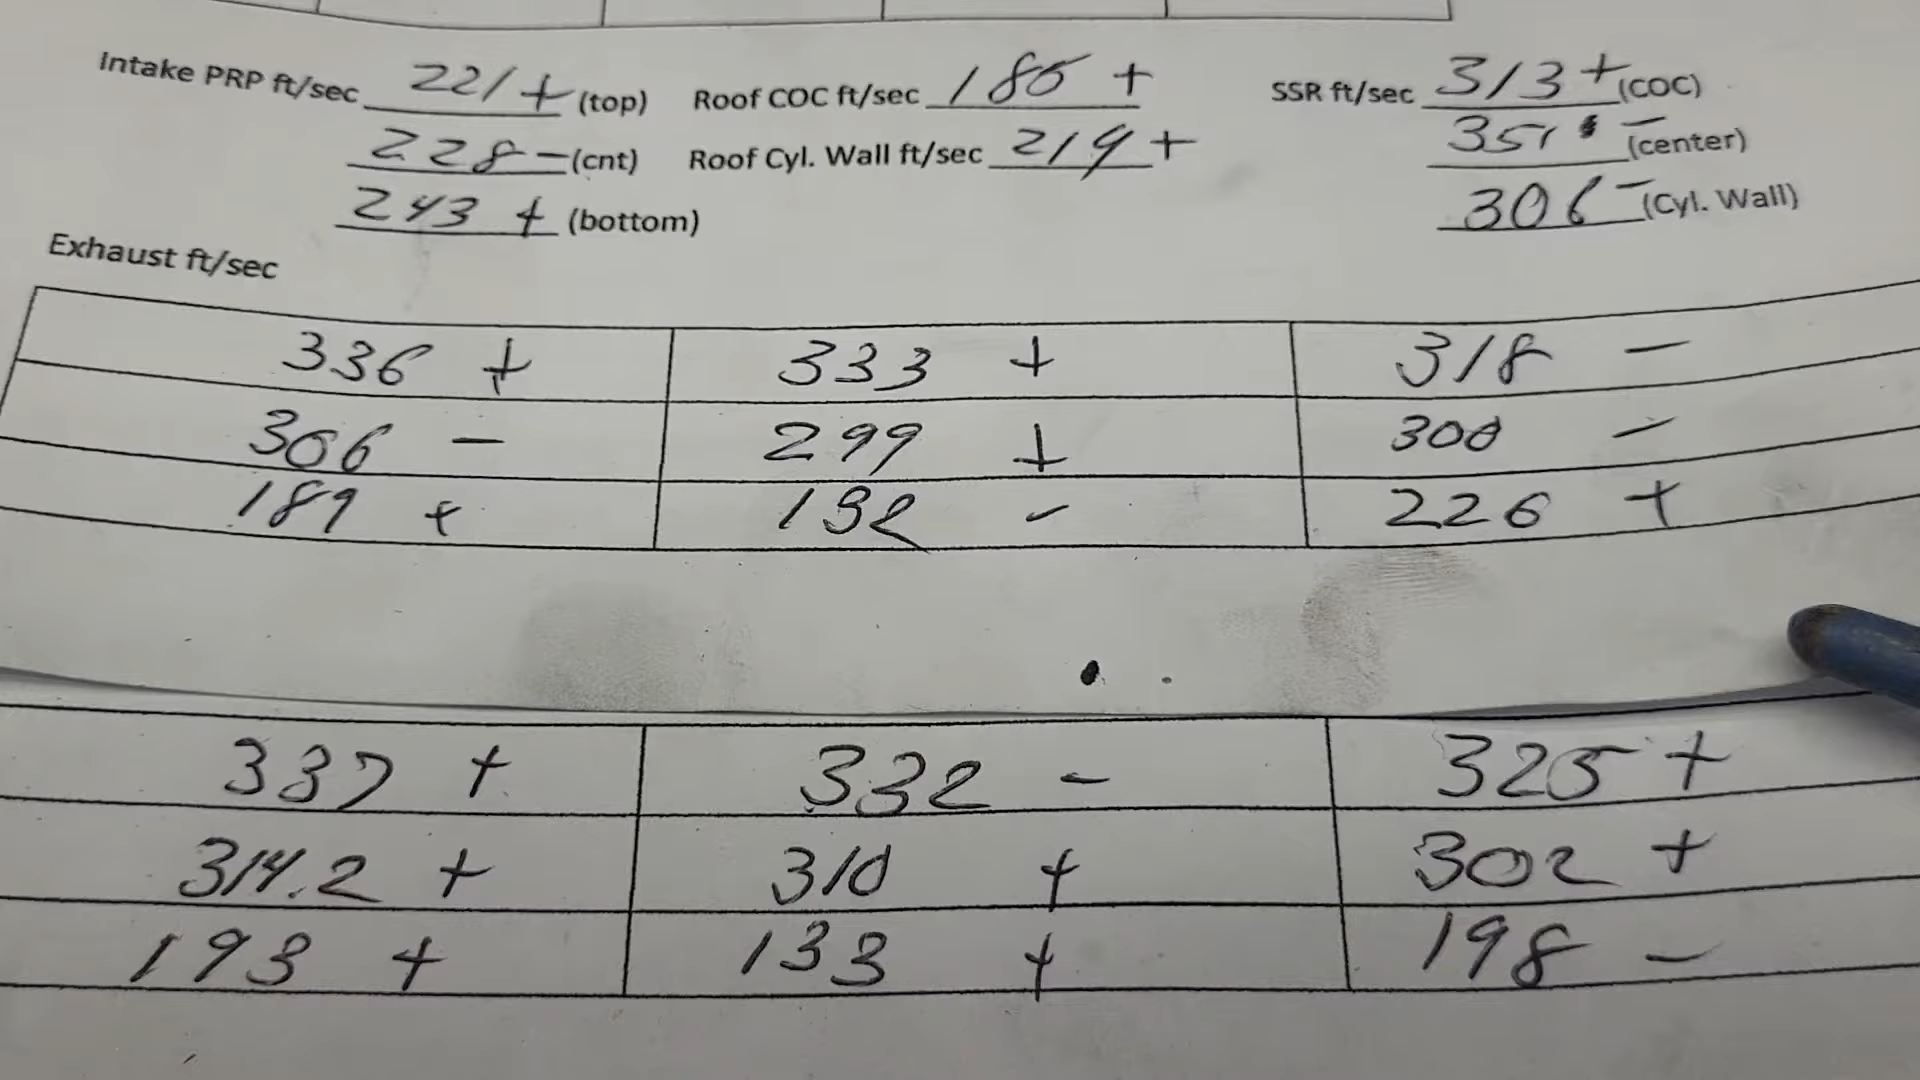 Intake PRP ft/sec 221 + (top) Roof COC ft/sec 185 + SSR ft/sec 313 + (COC)
228 - (cnt) Roof Cyl. Wall ft/sec 219 + 351 - (center)
243 + (bottom) 306 - (Cyl. Wall)
Exhaust ft/sec
336 + 333 + 318 -
306 - 299 + 300 -
189 + 132 - 226 +
337 + 332 - 325 +
314.2 + 310 + 302 +
193 + 133 + 198 -